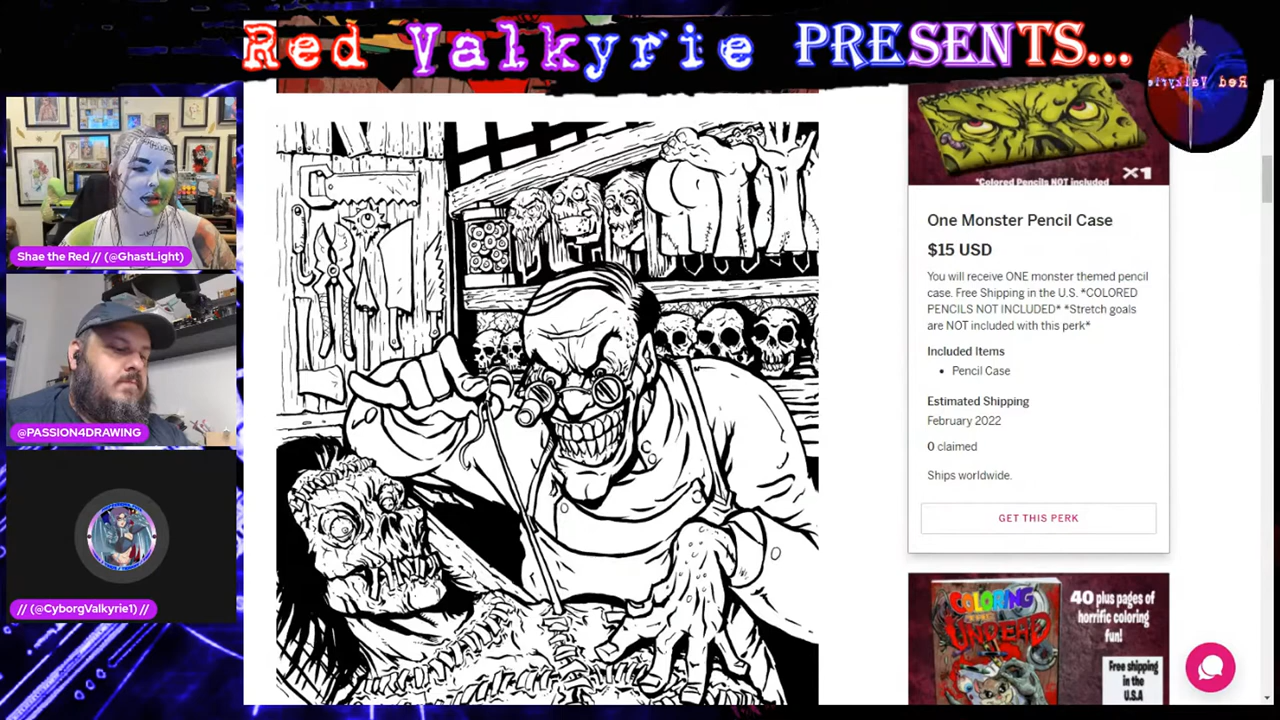 Red Valkyrie PRESENTS...
Red Valkyrie
Shae the Red // (@GhastLight)
@PASSION4DRAWING
// (@CyborgValkyrie1) //
X1
*Colored Pencils NOT included
One Monster Pencil Case
$15 USD
You will receive ONE monster themed pencil
case. Free Shipping in the U.S. *COLORED
PENCILS NOT INCLUDED* *Stretch goals
are NOT included with this perk*
Included Items
Pencil Case
Estimated Shipping
February 2022
0 claimed
Ships worldwide.
GET THIS PERK
COLORING
UNDEAD
40 plus pages of
horrific coloring
fun!
Free shipping
in the
U.S.A